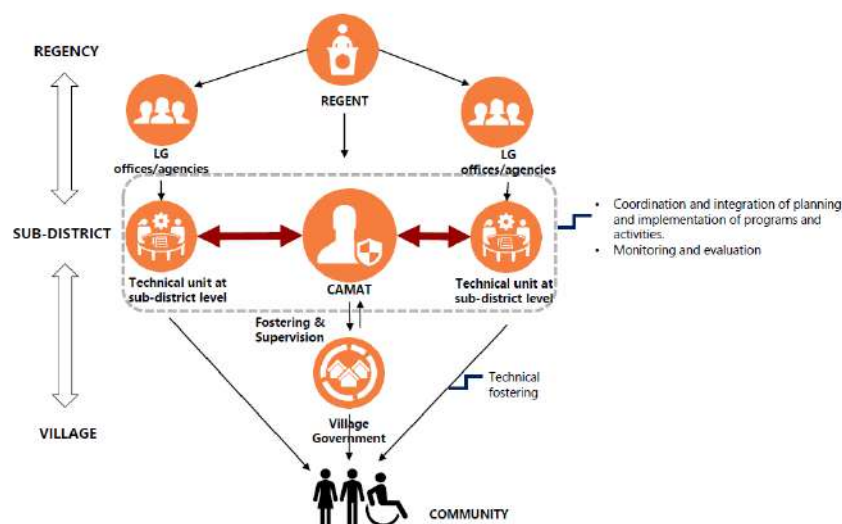 REGENCY
REGENT
LG
offices/agencies
LG
offices/agencies
SUB-DISTRICT
Technical unit at
sub-district level
CAMAT
Technical unit at
sub-district level
• Coordination and integration of planning
and implementation of programs and
activities.
• Monitoring and evaluation
Fostering &
Supervision
Technical
fostering
VILLAGE
Village
Government
COMMUNITY